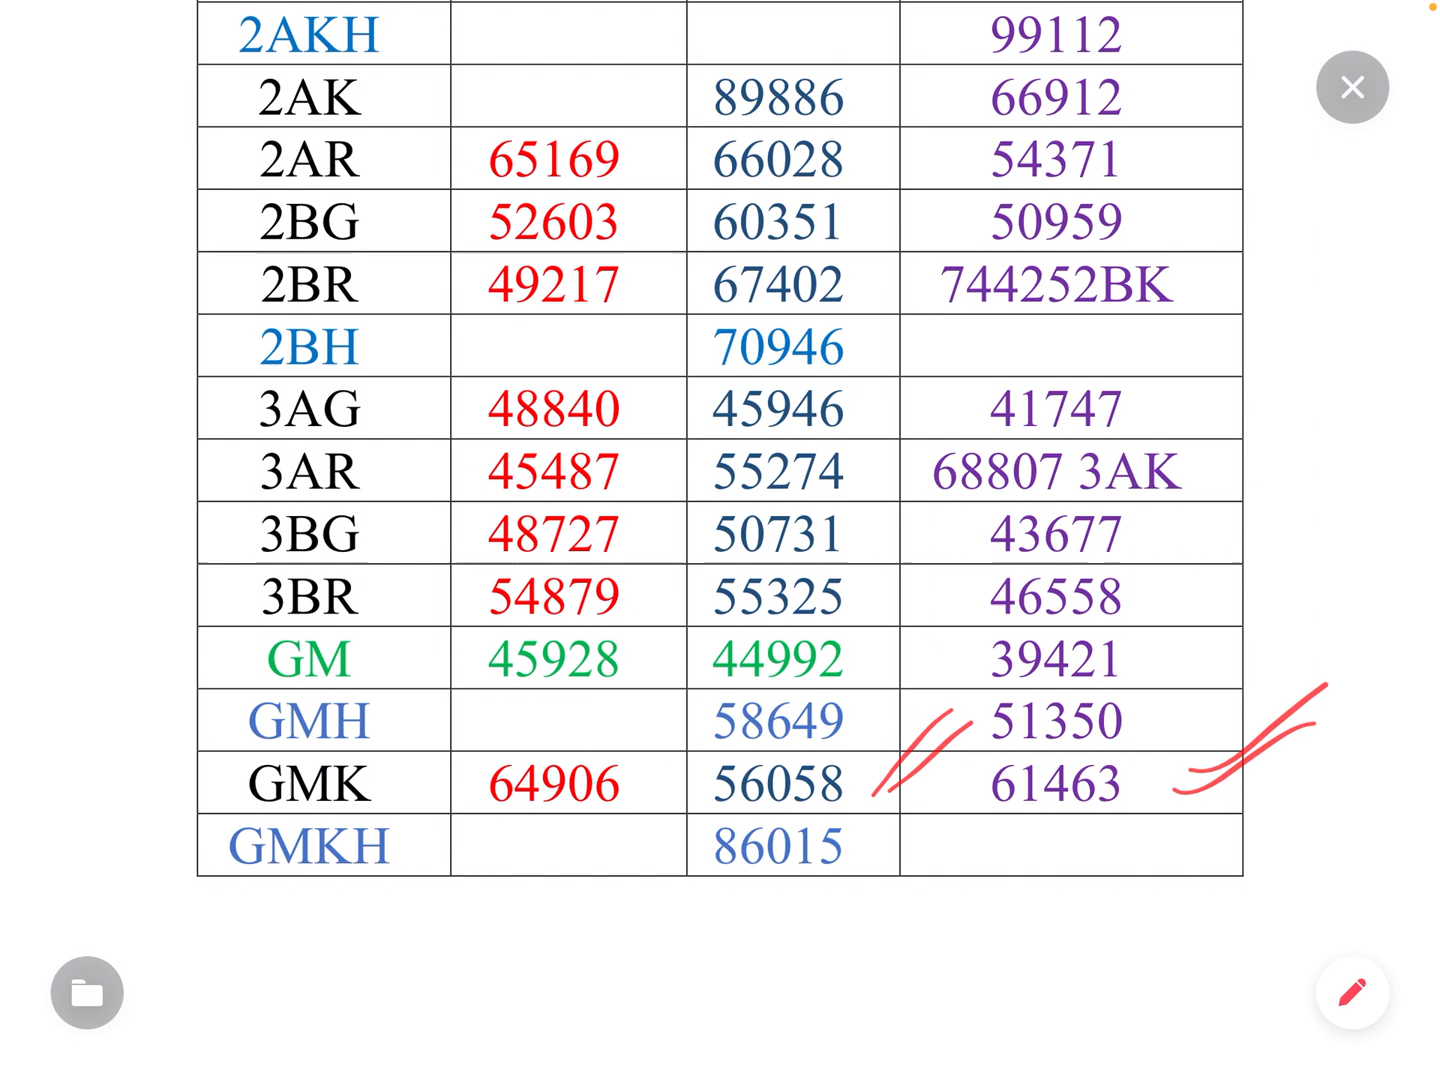 2AKH 99112
2AK 89886 66912
2AR 65169 66028 54371
2BG 52603 60351 50959
2BR 49217 67402 744252BK
2BH 70946
3AG 48840 45946 41747
3AR 45487 55274 68807 3AK
3BG 48727 50731 43677
3BR 54879 55325 46558
GM 45928 44992 39421
GMH 58649 51350
GMK 64906 56058 61463
GMKH 86015